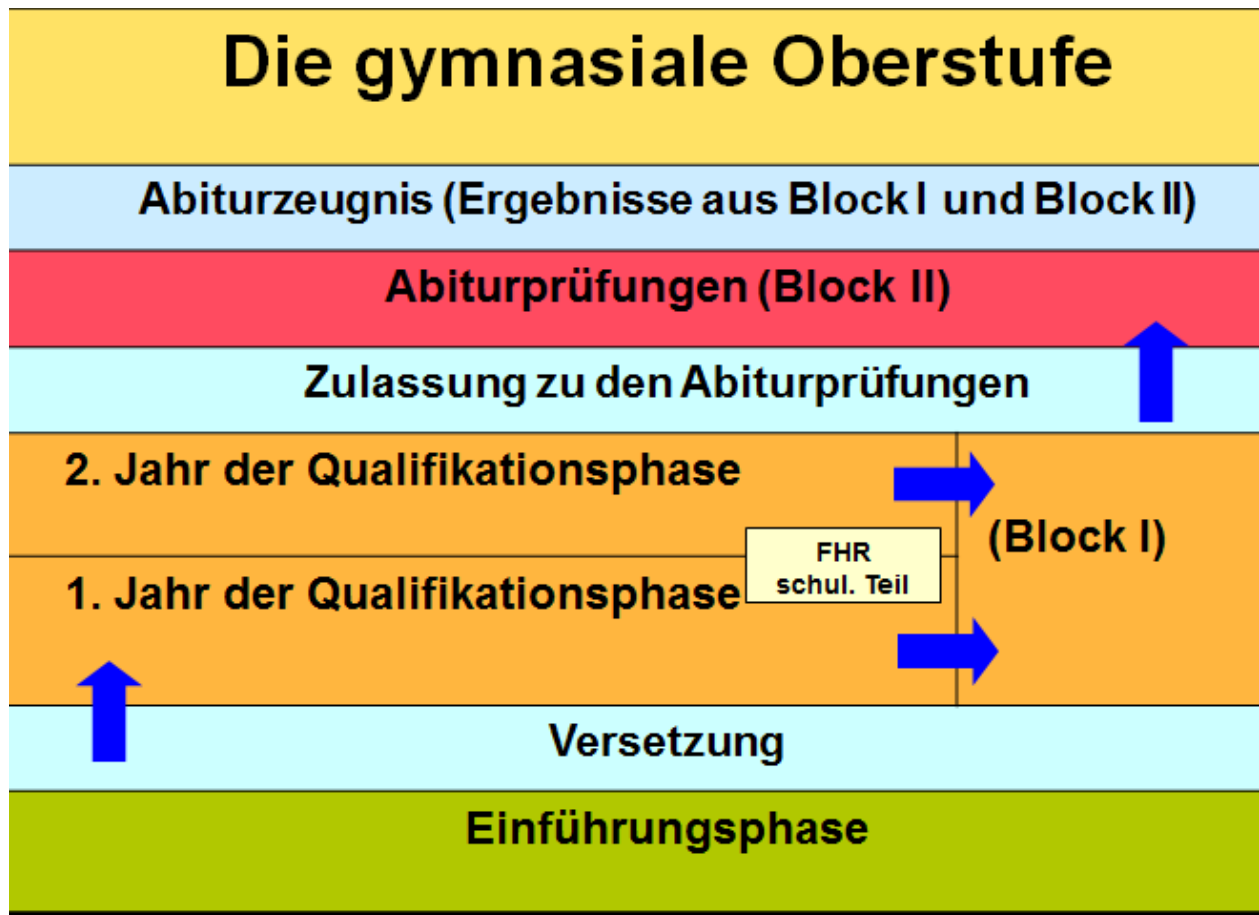 Die gymnasiale Oberstufe
Abiturzeugnis (Ergebnisse aus Block I und Block II)
Abiturprüfungen (Block II)
Zulassung zu den Abiturprüfungen
2. Jahr der Qualifikationsphase
(Block I)
FHR
schul. Teil
1. Jahr der Qualifikationsphase
Versetzung
Einführungsphase